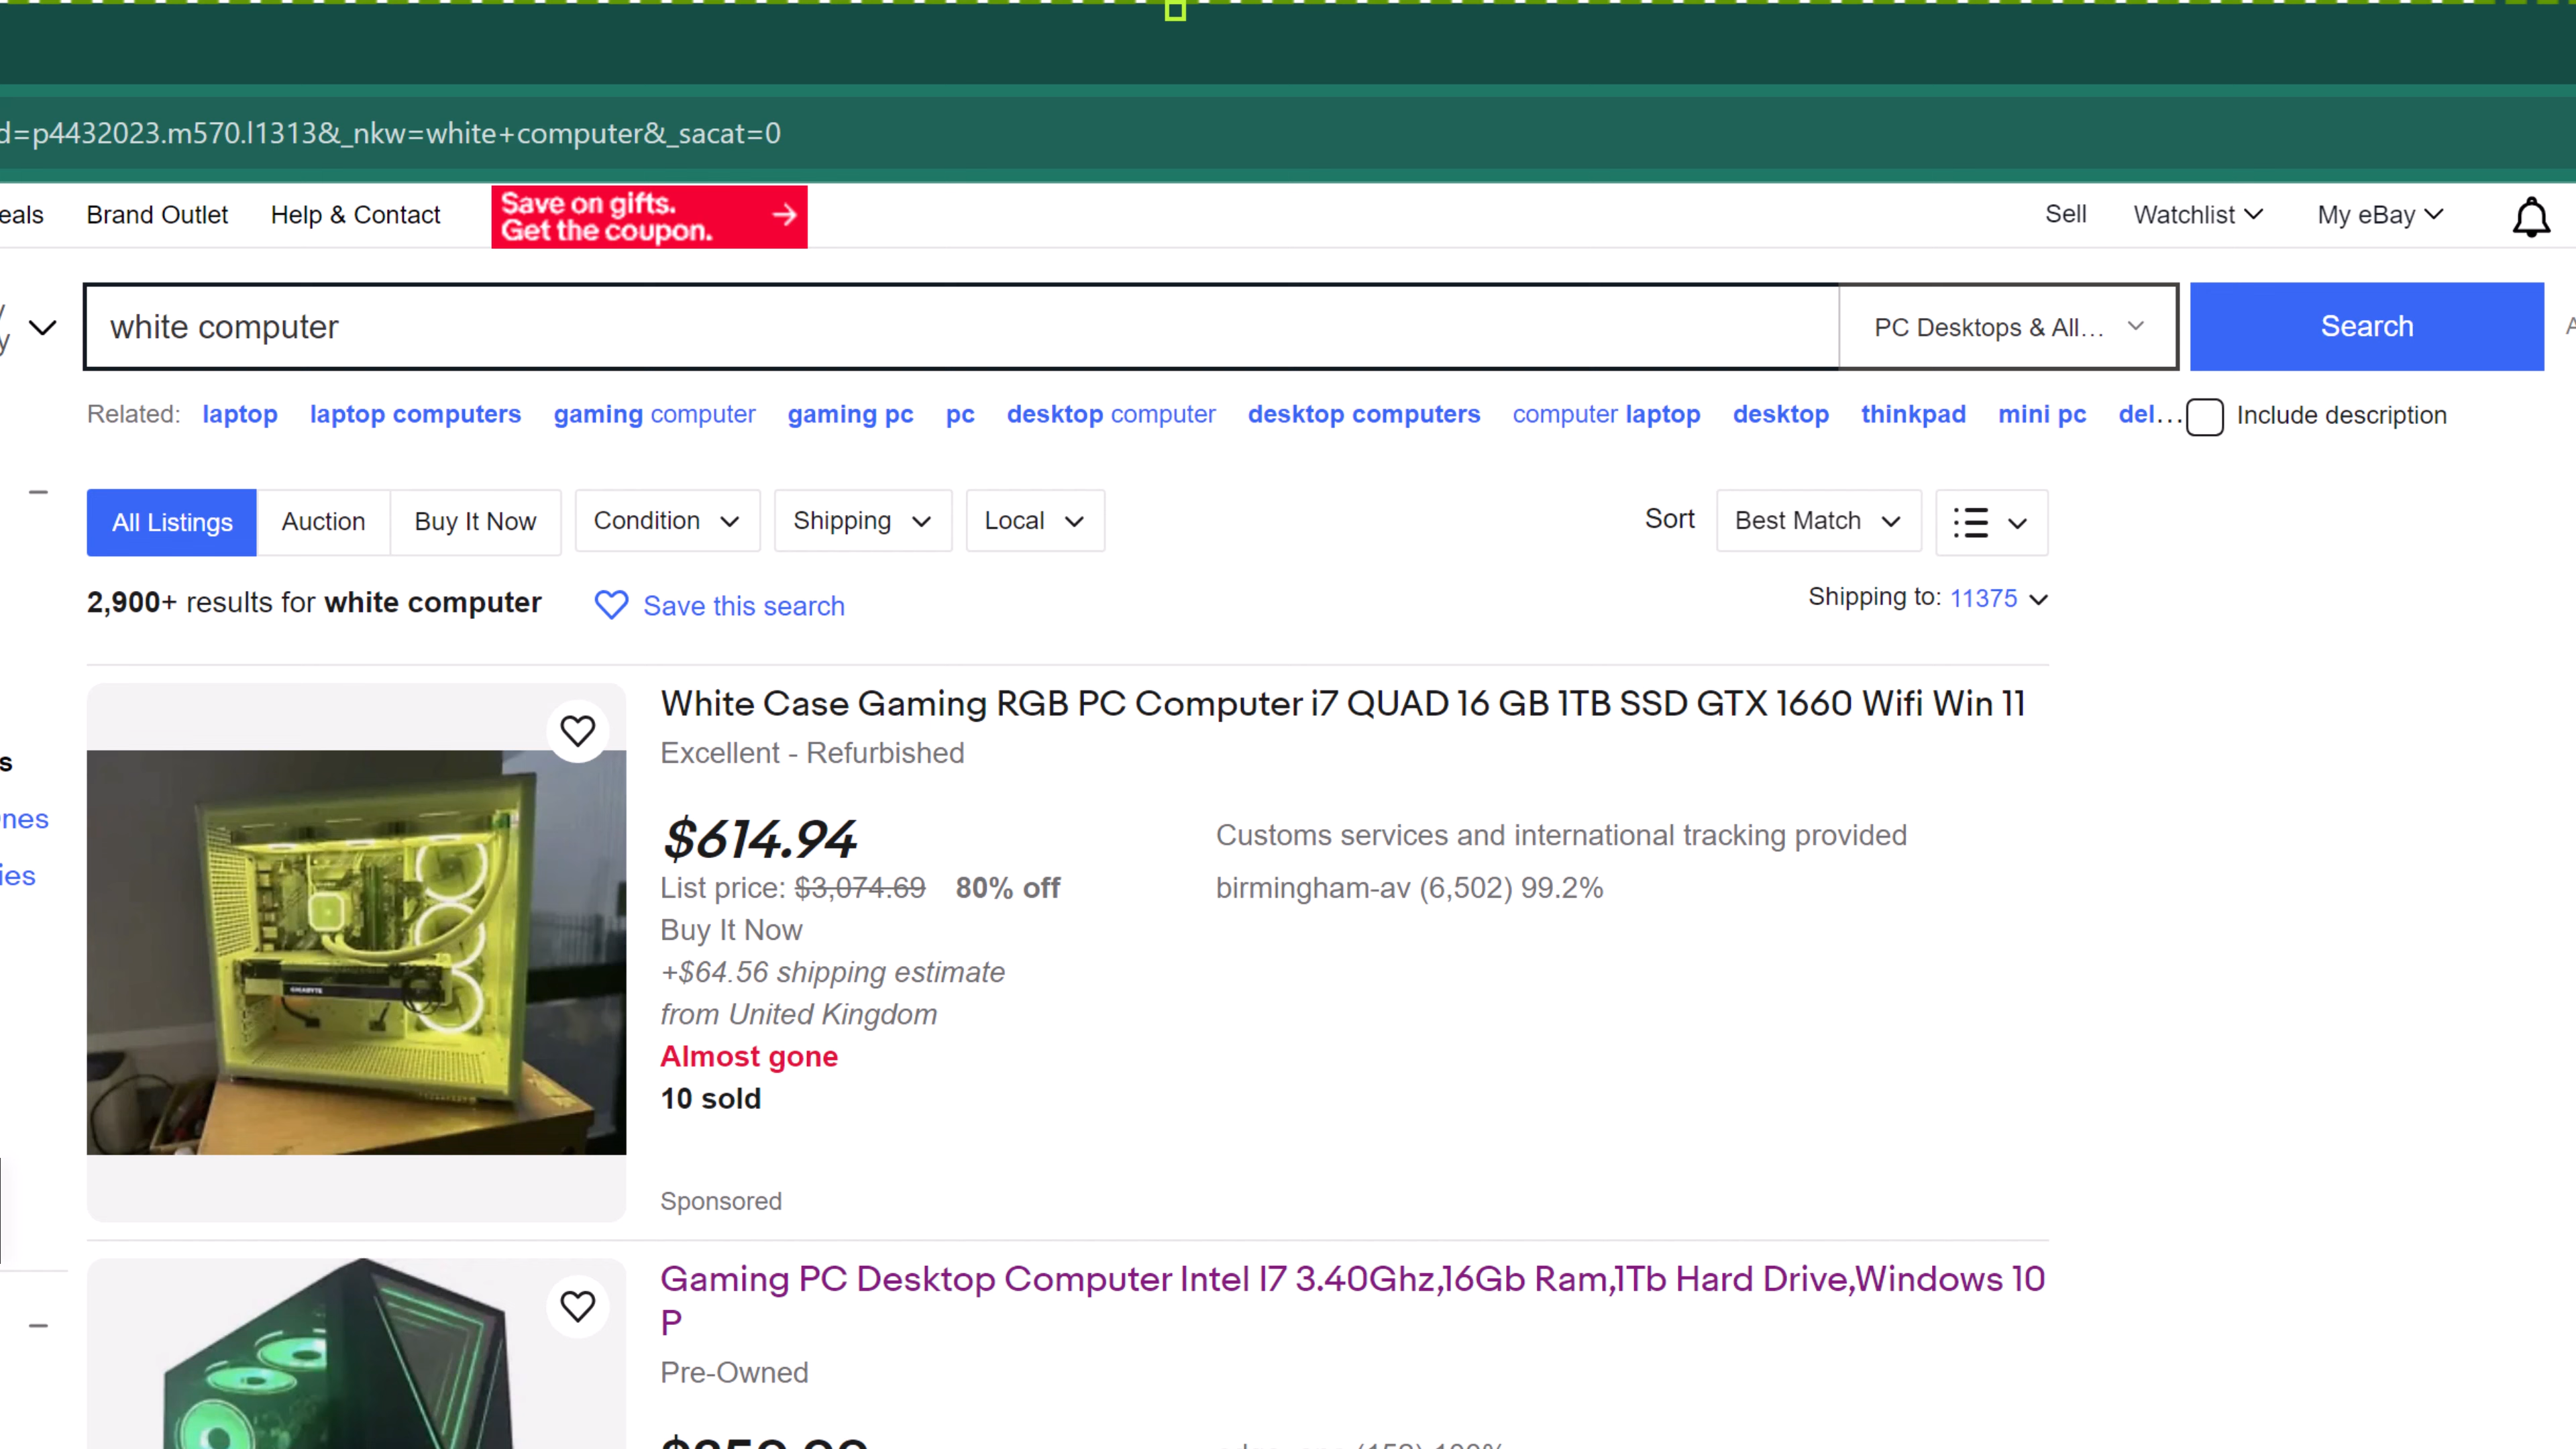 d=p4432023.m570.l1313&_nkw=white+computer&_sacat=0
eals Brand Outlet Help & Contact Save on gifts. Get the coupon. Sell Watchlist My eBay
white computer PC Desktops & All... Search
Related: laptop laptop computers gaming computer gaming pc pc desktop computer desktop computers computer laptop desktop thinkpad mini pc del... Include description
All Listings Auction Buy It Now Condition Shipping Local Sort Best Match
2,900+ results for white computer Save this search Shipping to: 11375
White Case Gaming RGB PC Computer i7 QUAD 16 GB 1TB SSD GTX 1660 Wifi Win 11
Excellent - Refurbished
$614.94 Customs services and international tracking provided
List price: $3,074.69 80% off birmingham-av (6,502) 99.2%
Buy It Now
+$64.56 shipping estimate
from United Kingdom
Almost gone
10 sold
Sponsored
Gaming PC Desktop Computer Intel I7 3.40Ghz,16Gb Ram,1Tb Hard Drive,Windows 10
P
Pre-Owned